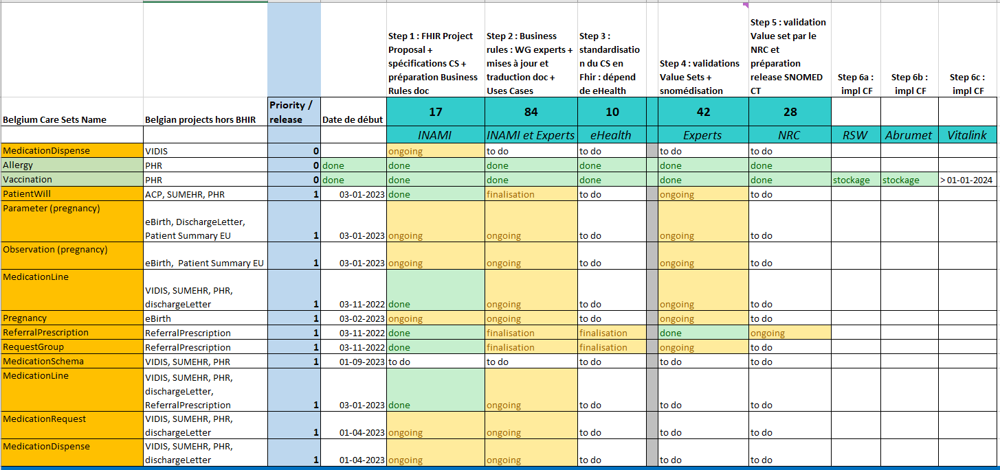 Step 1 : FHIR Project Proposal + spécifications CS + préparation Business Rules doc
Step 2 : Business rules : WG experts + mises à jour et traduction doc + Uses Cases
Step 3 : standardisatio n du CS en Fhir : dépend de eHealth
Step 4 : validations Value Sets + snomédisation
Step 5 : validation Value set par le NRC et préparation release SNOMED CT
Step 6a : impl CF
Step 6b : impl CF
Step 6c : impl CF
Belgium Care Sets Name Belgian projects hors BHIR Priority / release Date de début 17 84 10 42 28
INAMI INAMI et Experts eHealth Experts NRC RSW Abrumet Vitalink
MedicationDispense VIDIS 0 ongoing to do to do to do to do
Allergy PHR 0 done done done done done done
Vaccination PHR 0 done done done done done done stockage stockage > 01-01-2024
PatientWill ACP, SUMEHR, PHR 1 03-01-2023 done finalisation to do ongoing to do
Parameter (pregnancy)
eBirth, DischargeLetter,
Patient Summary EU 1 03-01-2023 ongoing ongoing to do ongoing to do
Observation (pregnancy)
eBirth,  Patient Summary EU 1 03-01-2023 ongoing ongoing to do ongoing to do
MedicationLine
VIDIS, SUMEHR, PHR,
dischargeLetter 1 03-11-2022 done ongoing to do ongoing to do
Pregnancy eBirth 1 03-02-2023 ongoing ongoing to do ongoing to do
ReferralPrescription ReferralPrescription 1 03-11-2022 done finalisation finalisation done ongoing
RequestGroup ReferralPrescription 1 03-11-2022 done finalisation finalisation ongoing to do
MedicationSchema VIDIS, SUMEHR, PHR 1 01-09-2023 to do to do to do to do to do
MedicationLine VIDIS, SUMEHR, PHR,
dischargeLetter,
ReferralPrescription 1 03-01-2023 done ongoing to do to do to do
MedicationRequest VIDIS, SUMEHR, PHR,
dischargeLetter 1 01-04-2023 ongoing ongoing to do to do to do
MedicationDispense VIDIS, SUMEHR, PHR,
dischargeLetter 1 01-04-2023 ongoing ongoing to do to do to do